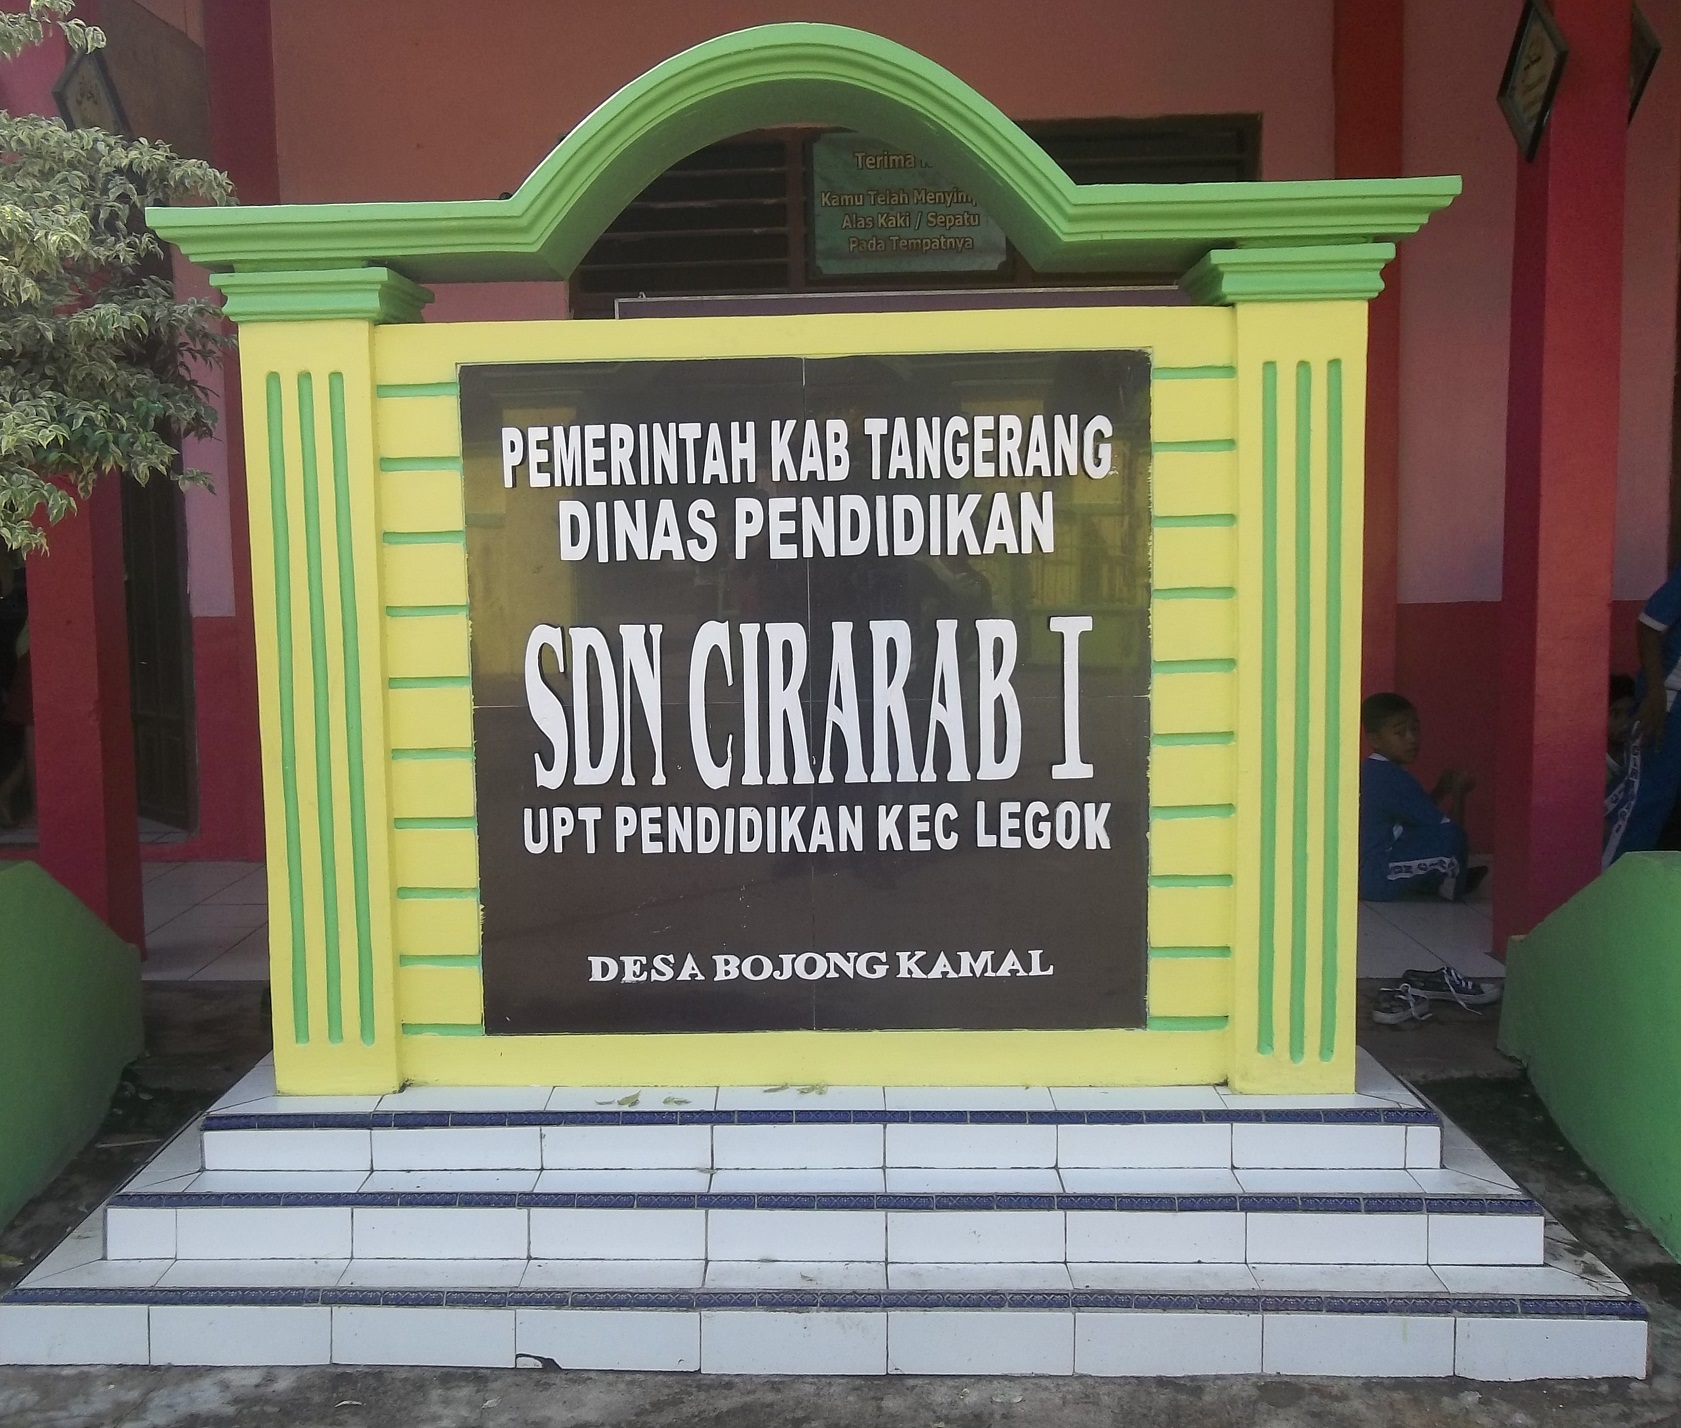 Terima
Kamu Telah
Alas Kaki / Sepatu
Pada Tempatnya
PEMERINTAH KAB TANGERANG
DINAS PENDIDIKAN
SDN CIRARAB I
UPT PENDIDIKAN KEC LEGOK
DESA BOJONG KAMAL